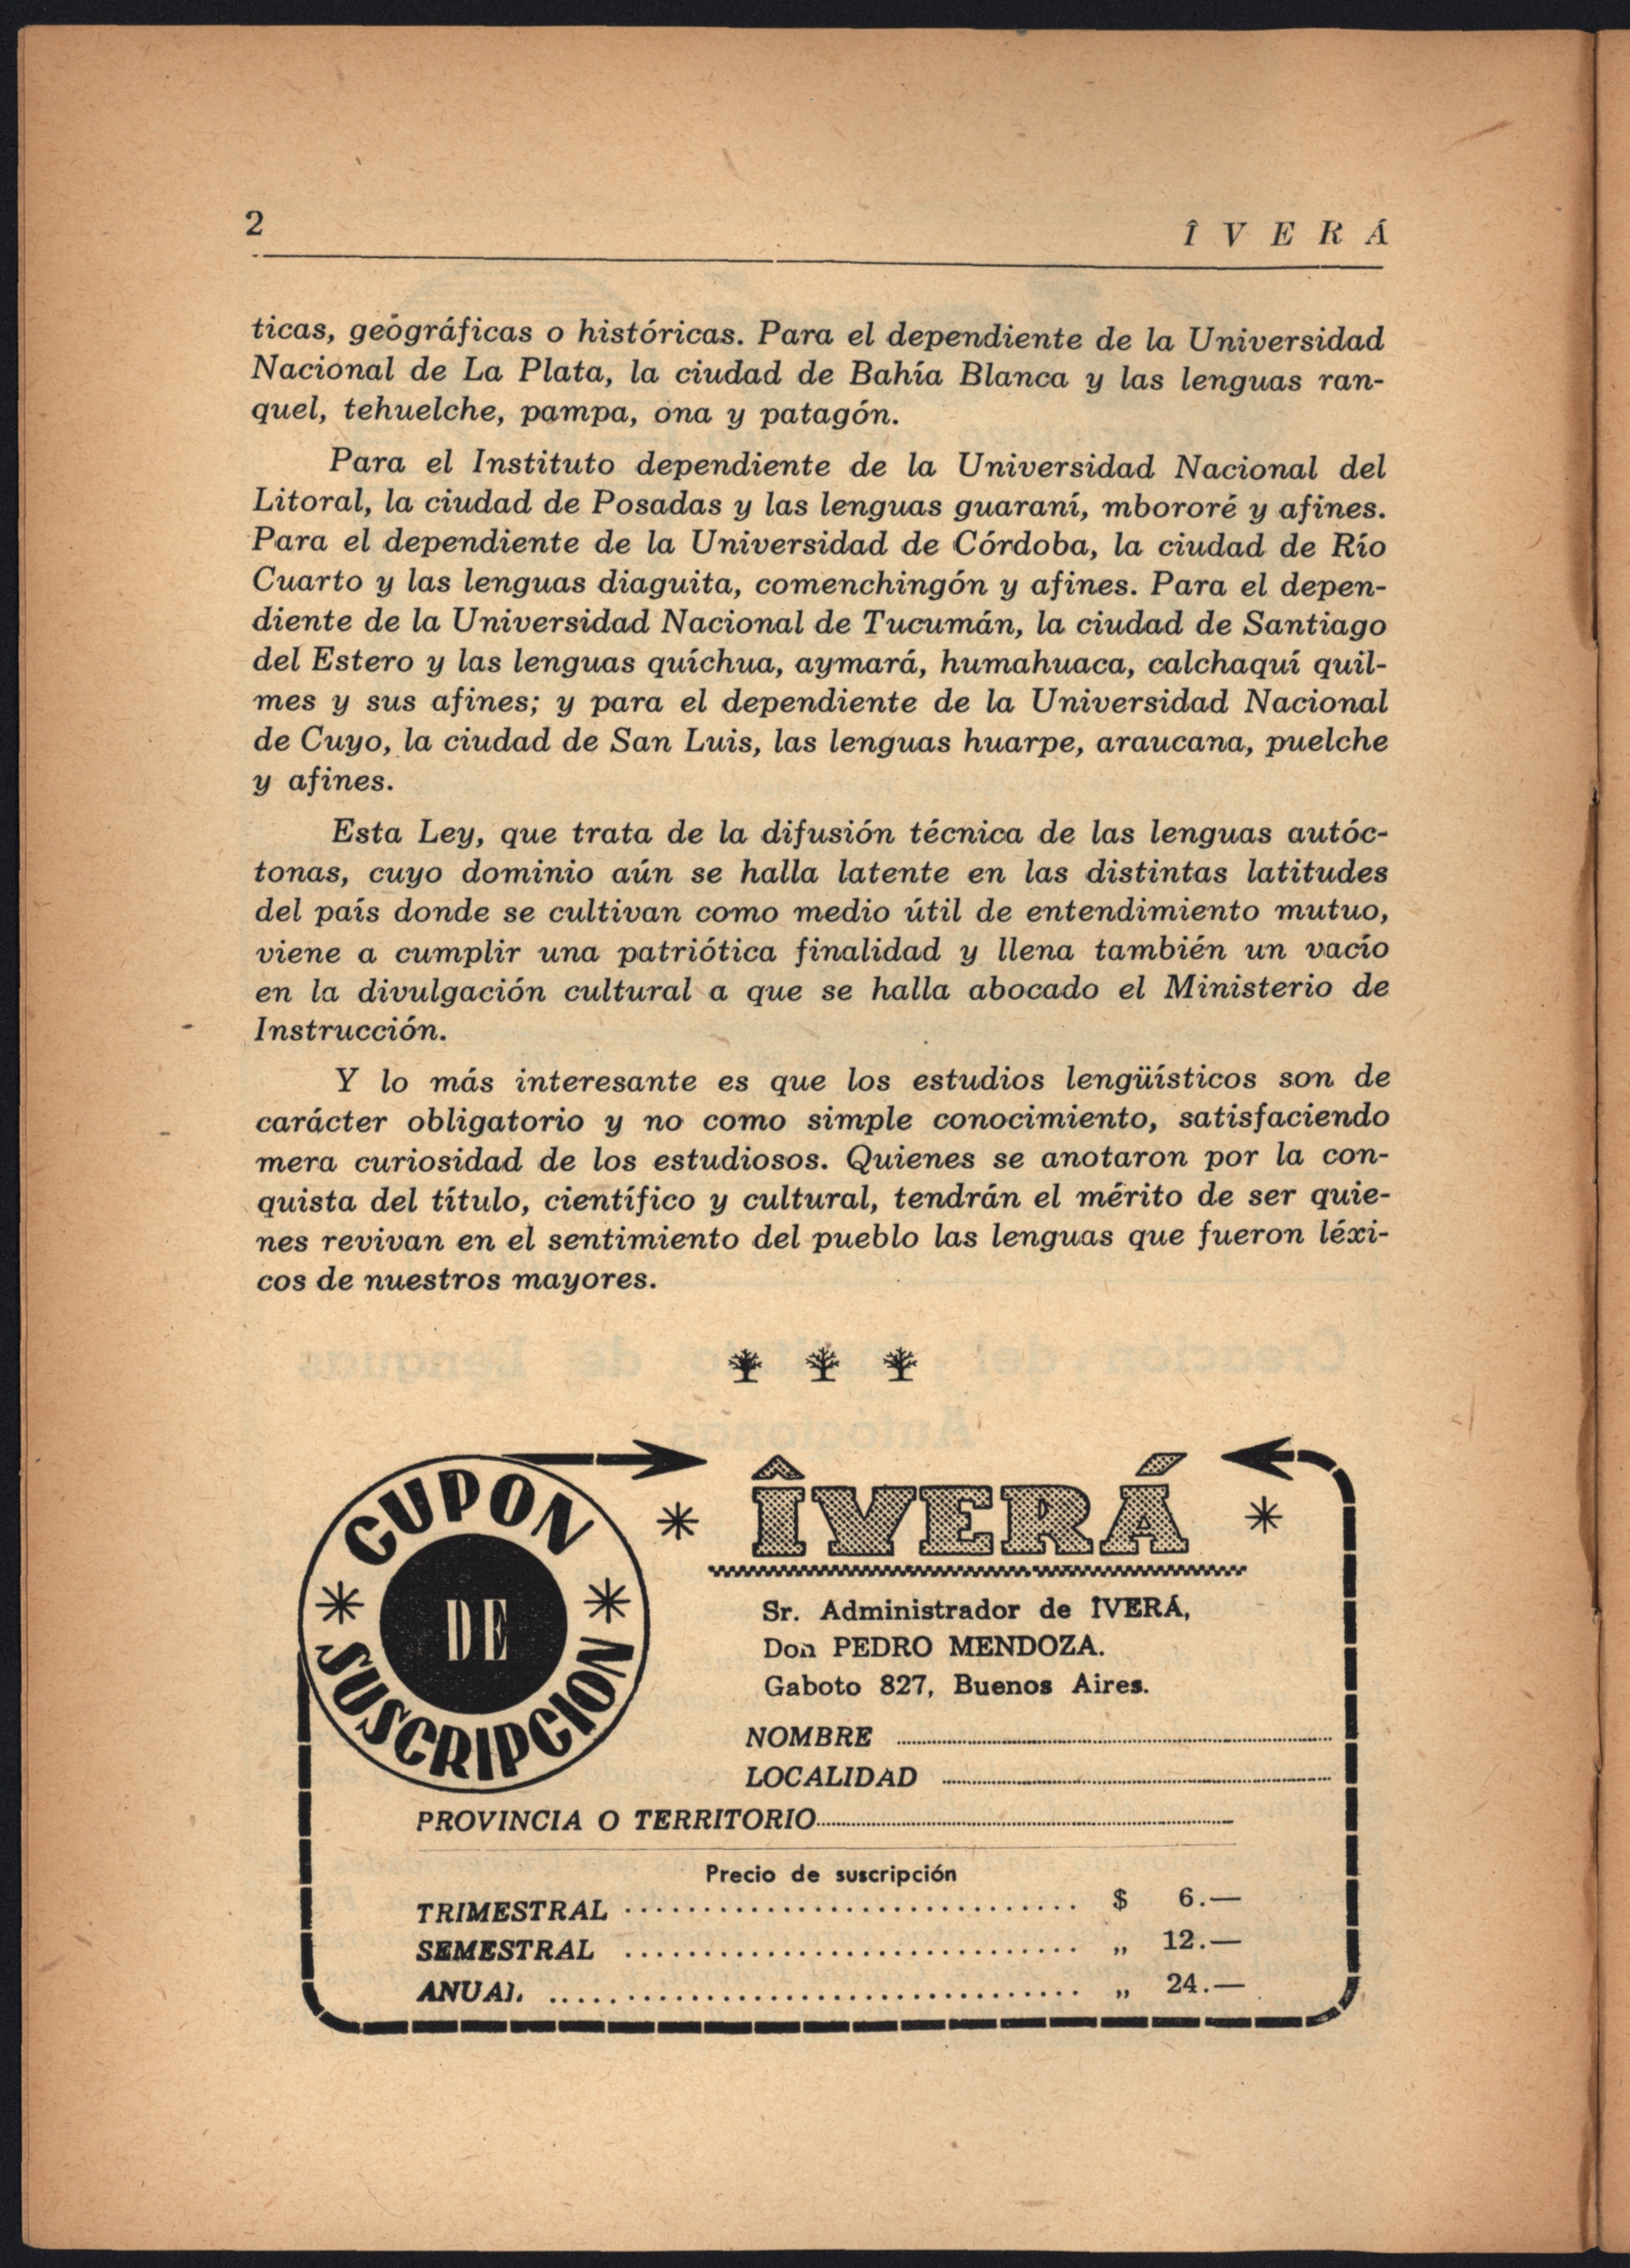 2
Î V E R Á
ticas, geográficas o históricas. Para el dependiente de la Universidad
Nacional de La Plata, la ciudad de Bahía Blanca y las lenguas ran-
quel, tehuelche, pampa, ona y patagón.
Para el Instituto dependiente de la Universidad Nacional del
Litoral, la ciudad de Posadas y las lenguas guaraní, mbororé y afines.
Para el dependiente de la Universidad de Córdoba, la ciudad de Río
Cuarto y las lenguas diaguita, comenchingón y afines. Para el depen-
diente de la Universidad Nacional de Tucumán, la ciudad de Santiago
del Estero y las lenguas quíchua, aymará, humahuaca, calchaquí quil-
mes y sus afines; y para el dependiente de la Universidad Nacional
de Cuyo, la ciudad de San Luis, las lenguas huarpe, araucana, puelche
y afines.
Esta Ley, que trata de la difusión técnica de las lenguas autóc-
tonas, cuyo dominio aún se halla latente en las distintas latitudes
del país donde se cultivan como medio útil de entendimiento mutuo,
viene a cumplir una patriótica finalidad y llena también un vacío
en la divulgación cultural a que se halla abocado el Ministerio de
Instrucción.
Y lo más interesante es que los estudios lengüísticos son de
carácter obligatorio y no como simple conocimiento, satisfaciendo
mera curiosidad de los estudiosos. Quienes se anotaron por la con-
quista del título, científico y cultural, tendrán el mérito de ser quie-
nes revivan en el sentimiento del pueblo las lenguas que fueron léxi-
cos de nuestros mayores.
CUPON
DE
SUSCRIPCION
* ÎVERÁ *
Sr. Administrador de ÎVERÁ,
Don PEDRO MENDOZA.
Gaboto 827, Buenos Aires.
NOMBRE ..........
LOCALIDAD ..........
PROVINCIA O TERRITORIO..........
Precio de suscripción
TRIMESTRAL .......... $ 6.—
SEMESTRAL .......... „ 12.—
ANUAL .......... „ 24.—